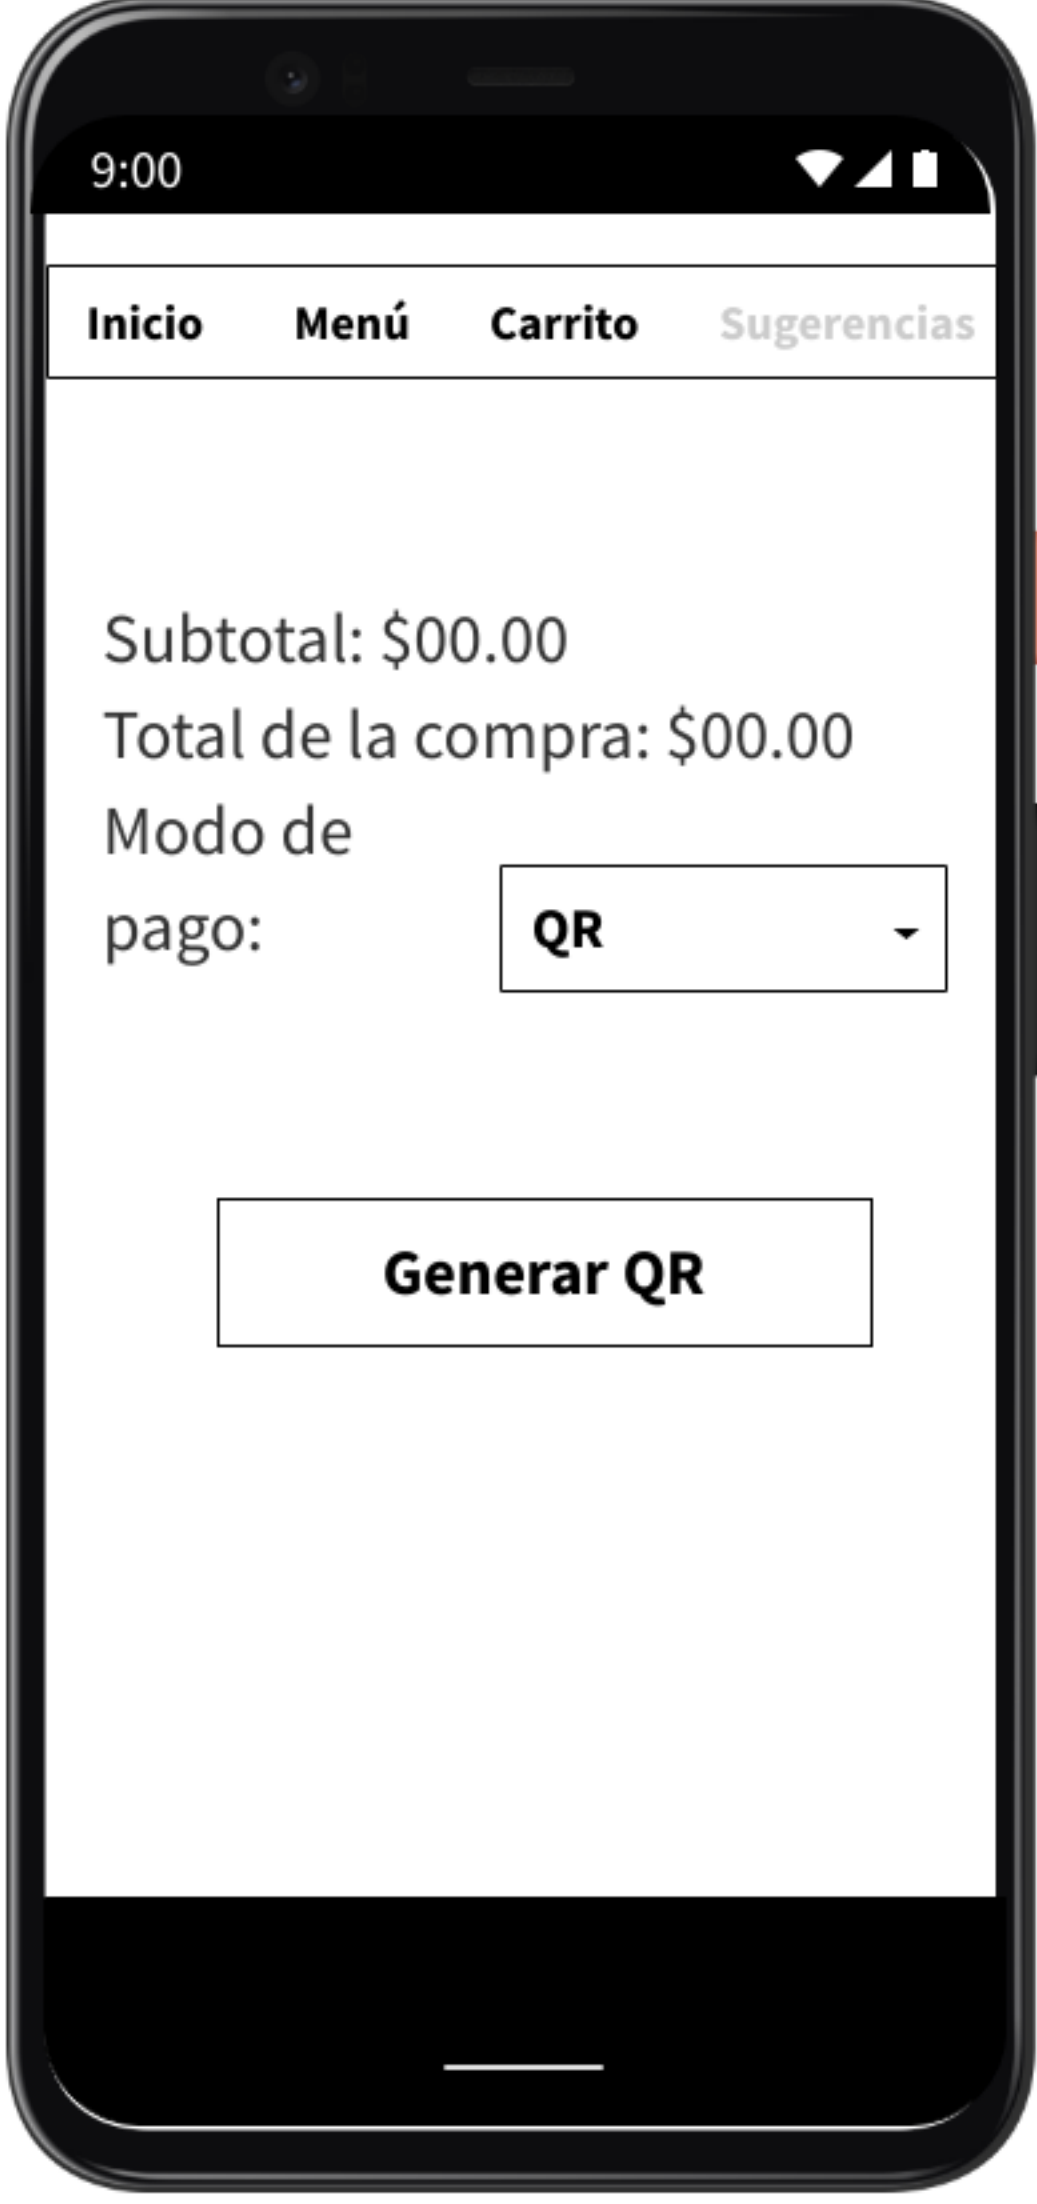 9:00
Inicio Menú Carrito Sugerencias
Subtotal: $00.00
Total de la compra: $00.00
Modo de
pago:
QR
Generar QR